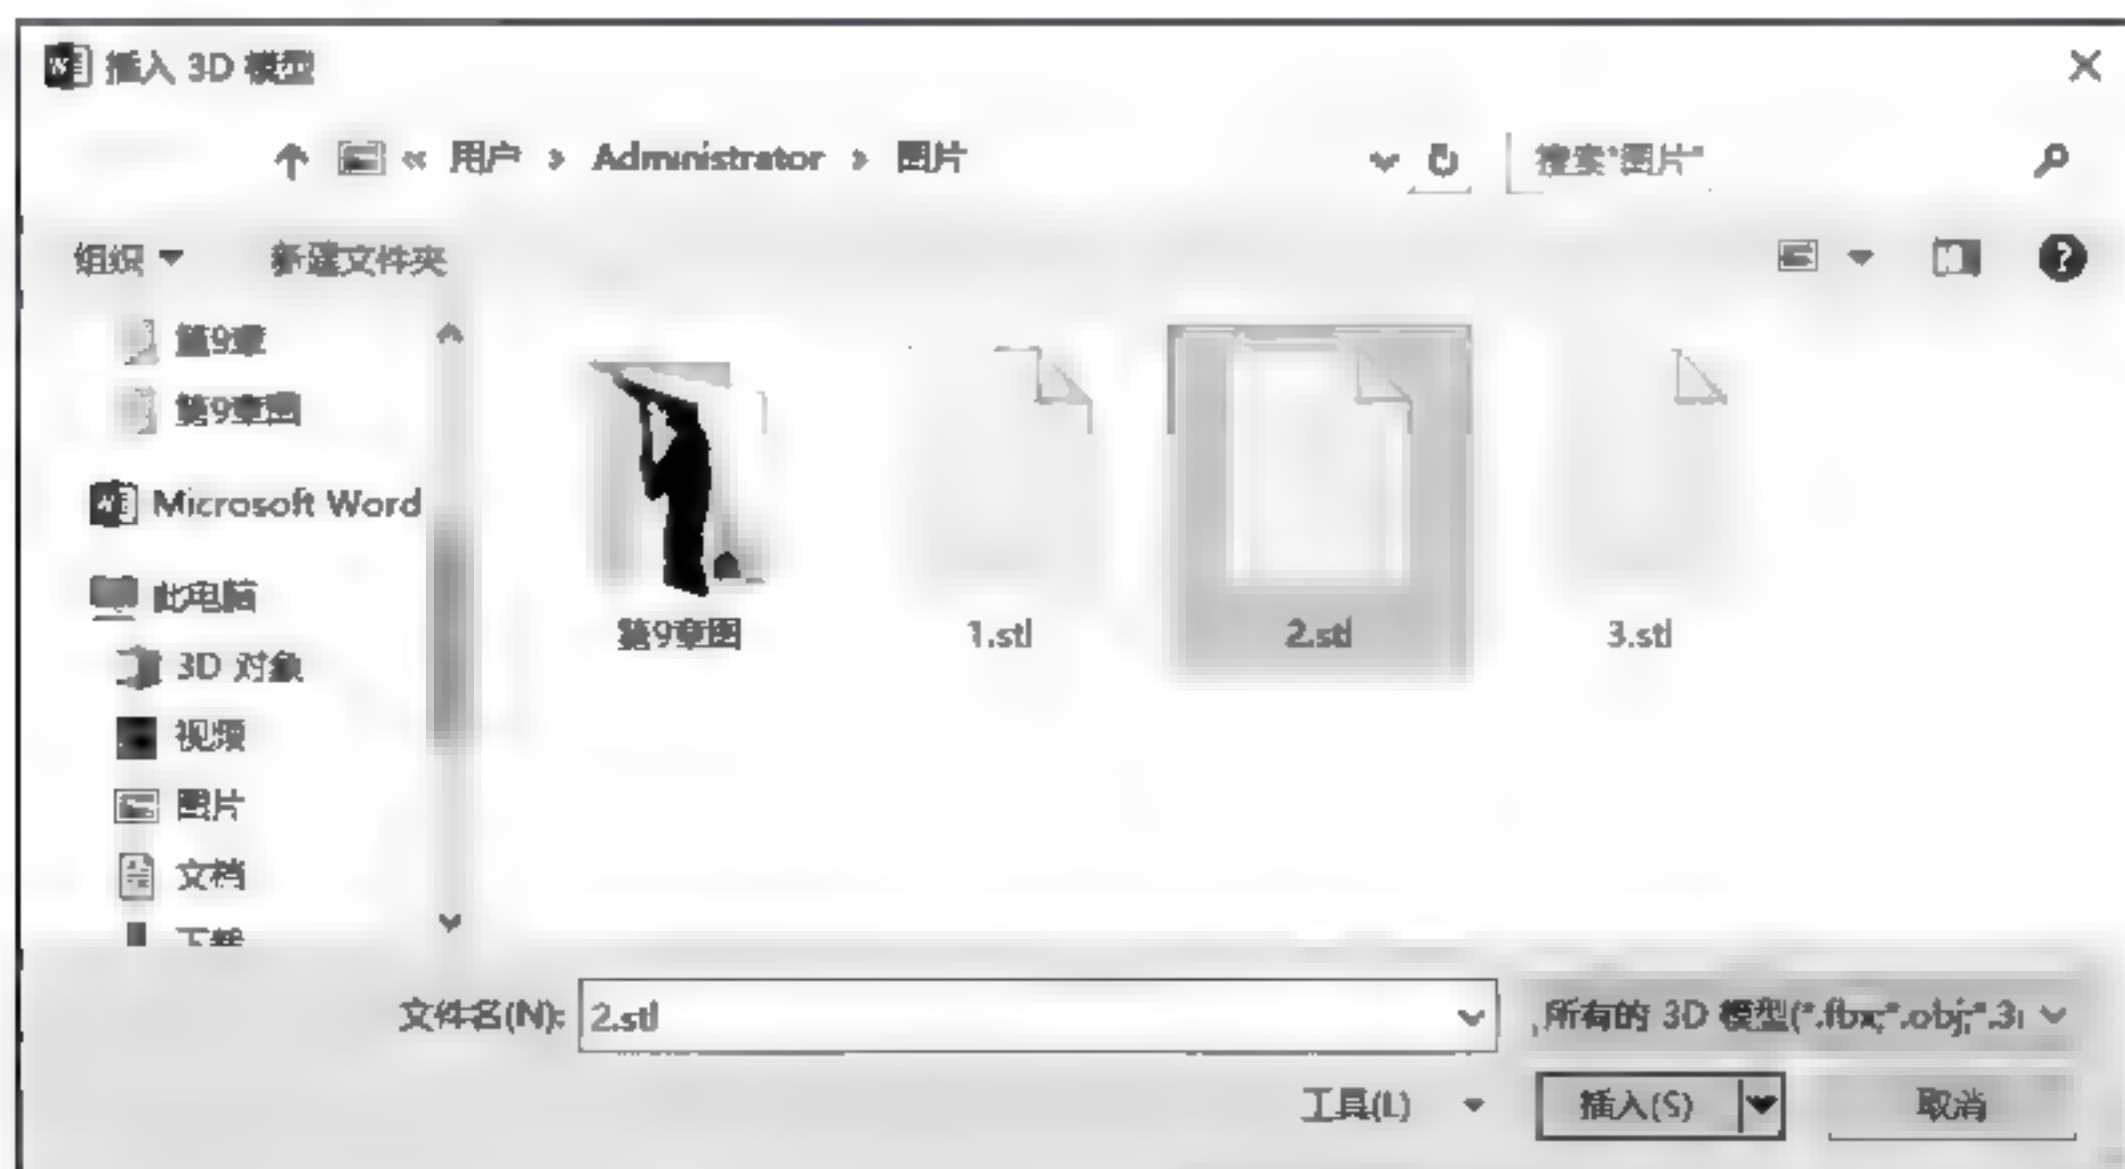 插入 3D 模型
« 用户 › Administrator › 图片
搜索"图片"
组织
新建文件夹
第9章
第9章图
Microsoft Word
此电脑
3D 对象
视频
图片
文档
下载
第9章图
1.stl
2.stl
3.stl
文件名(N): 2.stl
所有的 3D 模型(*.fbx;*.obj;*.3
工具(L)
插入(S)
取消